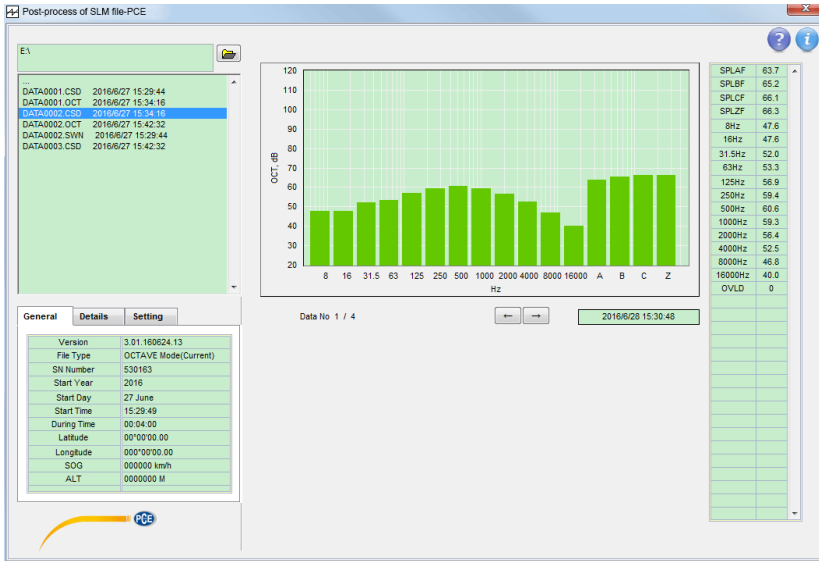 Post-process of SLM file-PCE
E:\
...
DATA0001.CSD 2016/6/27 15:29:44
DATA0001.OCT 2016/6/27 15:34:16
DATA0002.CSD 2016/6/27 15:34:16
DATA0002.OCT 2016/6/27 15:42:32
DATA0002.SWN 2016/6/27 15:29:44
DATA0003.CSD 2016/6/27 15:42:32
General Details Setting
Version 3.01.160624.13
File Type OCTAVE Mode(Current)
SN Number 530163
Start Year 2016
Start Day 27 June
Start Time 15:29:49
During Time 00:04:00
Latitude 00°00'00.00
Longitude 000°00'00.00
SOG 000000 km/h
ALT 0000000 M
PCE
OCT, dB
120
110
100
90
80
70
60
50
40
30
20
8 16 31.5 63 125 250 500 1000 2000 4000 8000 16000 A B C Z
Hz
Data No 1 / 4
← →
2016/6/28 15:30:48
? i
SPLAF 63.7
SPLBF 65.2
SPLCF 66.1
SPLZF 66.3
8Hz 47.6
16Hz 47.6
31.5Hz 52.0
63Hz 53.3
125Hz 56.9
250Hz 59.4
500Hz 60.6
1000Hz 59.3
2000Hz 56.4
4000Hz 52.5
8000Hz 46.8
16000Hz 40.0
OVLD 0